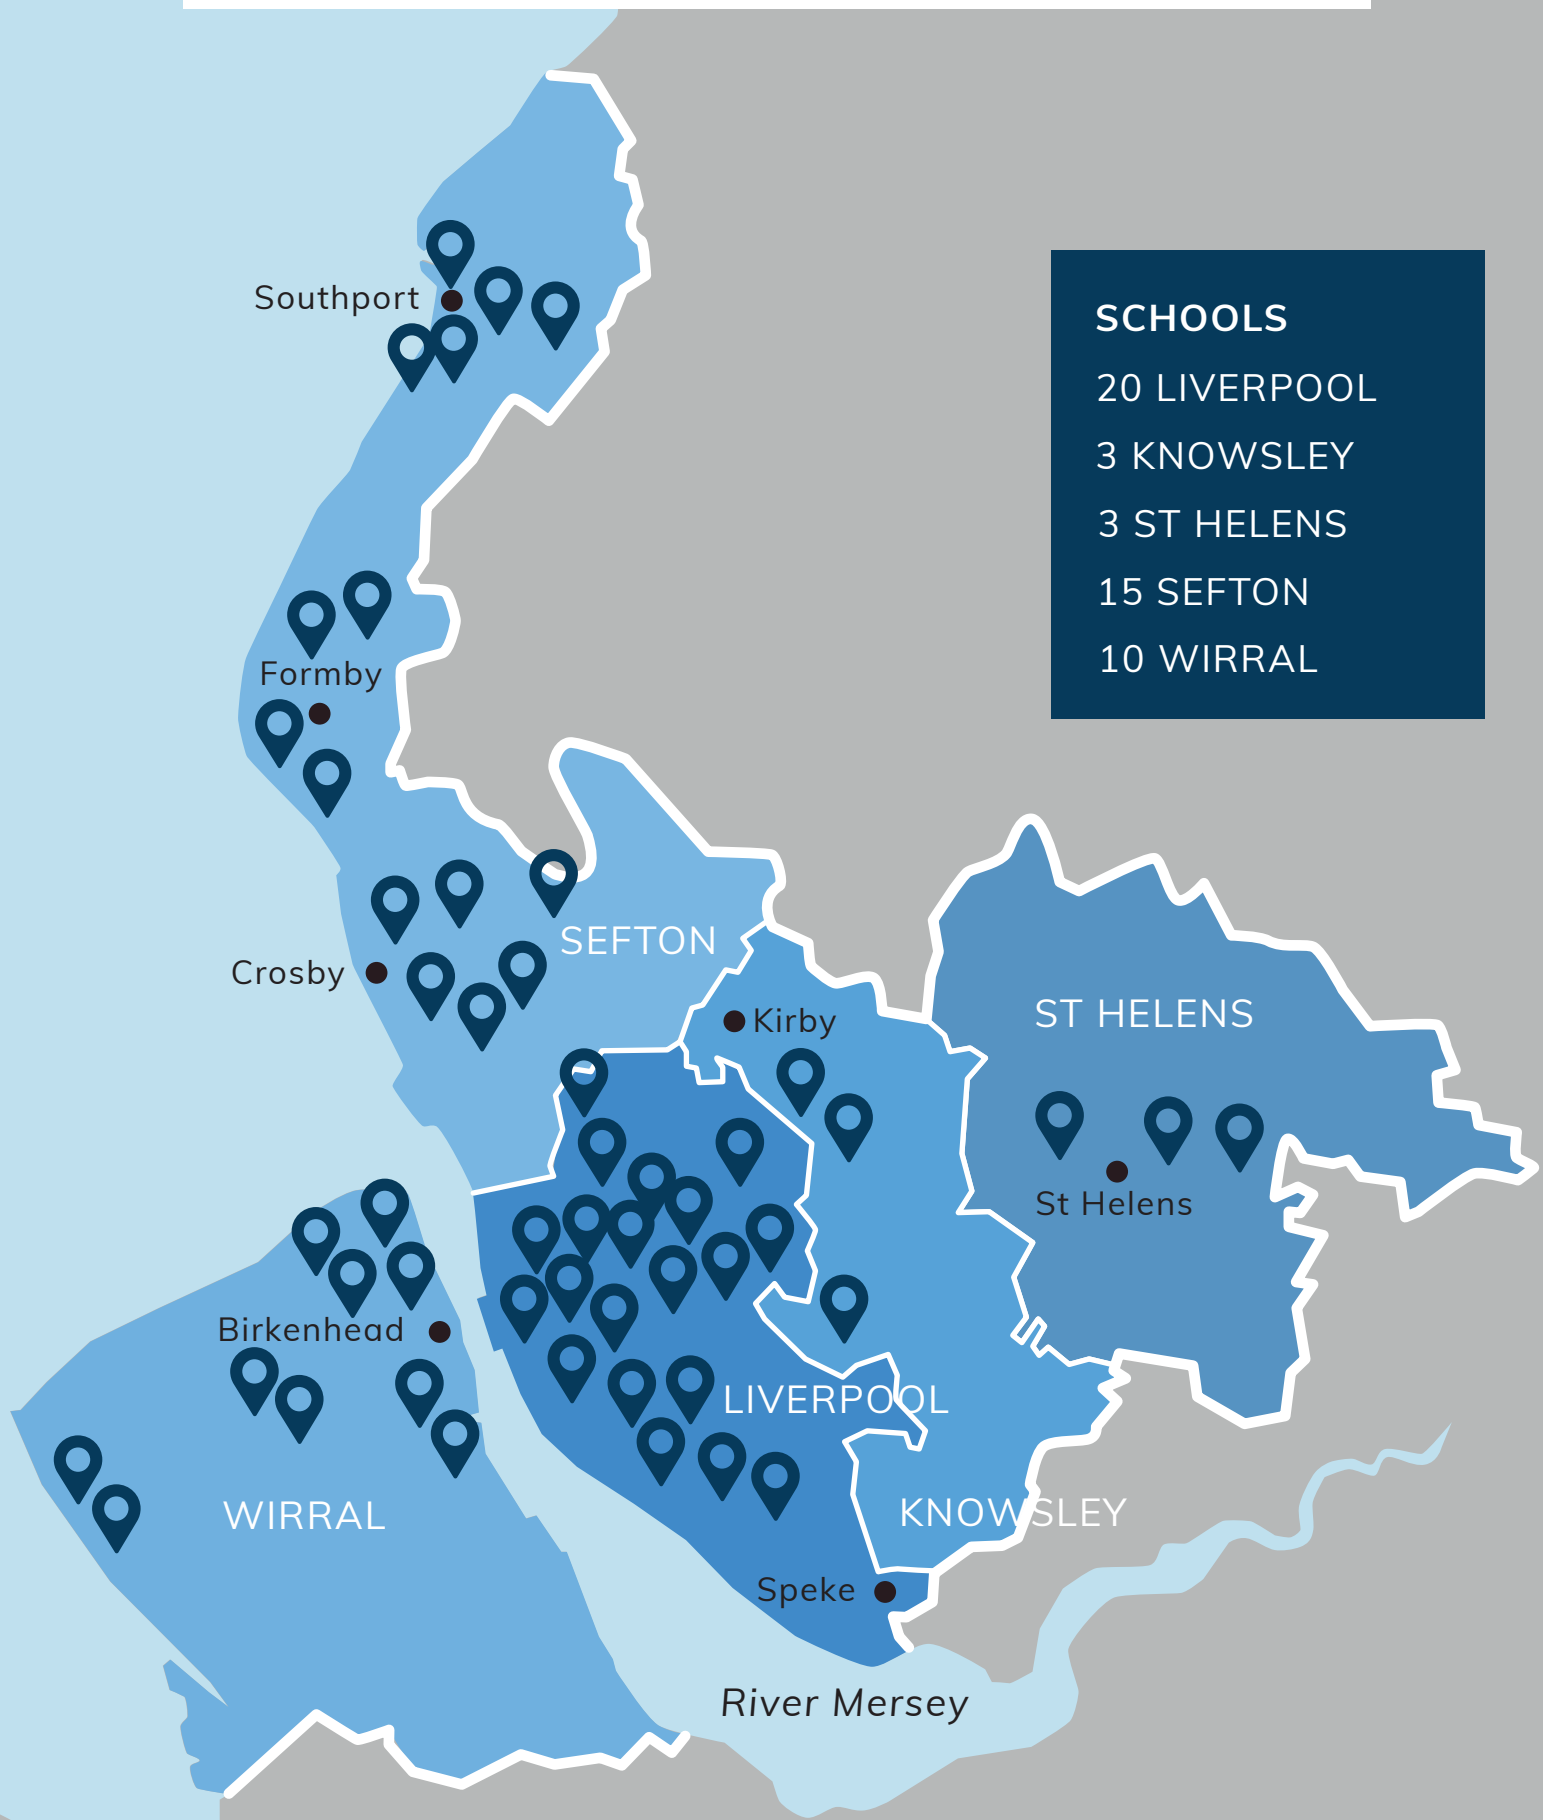 Southport
SCHOOLS
20 LIVERPOOL
3 KNOWSLEY
3 ST HELENS
15 SEFTON
10 WIRRAL
Formby
SEFTON
Crosby
Kirby
ST HELENS
St Helens
Birkenhead
LIVERPOOL
WIRRAL
KNOWSLEY
Speke
River Mersey